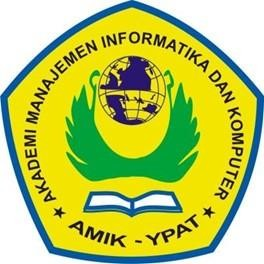 AKADEMI MANAJEMEN INFORMATIKA DAN KOMPUTER
AMIK - YPAT